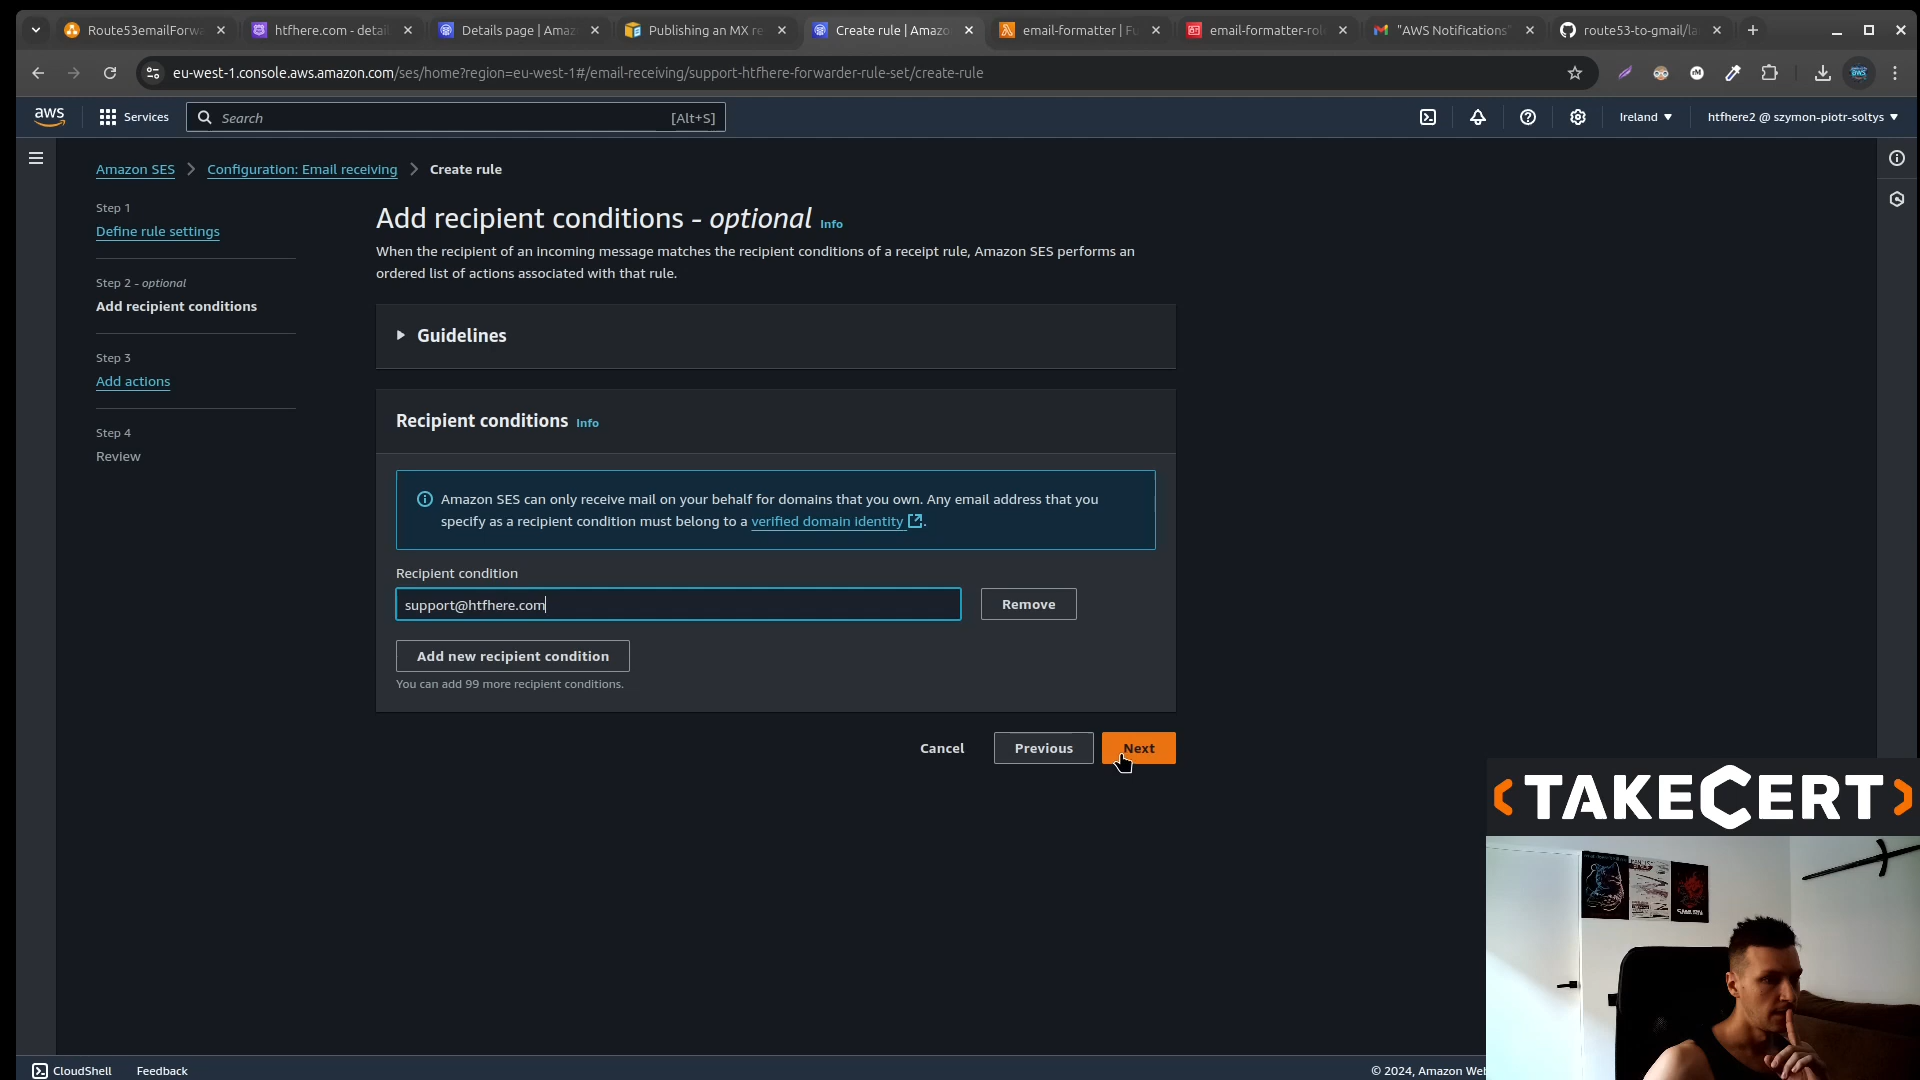 Route53emailForw
htfhere.com - detai
Details page | Amaz
Publishing an MX re
Create rule | Amazo
email-formatter | Fu
email-formatter-rol
"AWS Notifications"
route53-to-gmail/la
eu-west-1.console.aws.amazon.com/ses/home?region=eu-west-1#/email-receiving/support-htfhere-forwarder-rule-set/create-rule
aws
Services
Search
[Alt+S]
Ireland ▼
htfhere2 @ szymon-piotr-soltys ▼
Amazon SES > Configuration: Email receiving > Create rule
Step 1
Define rule settings
Step 2 - optional
Add recipient conditions
Step 3
Add actions
Step 4
Review
Add recipient conditions - optional Info
When the recipient of an incoming message matches the recipient conditions of a receipt rule, Amazon SES performs an
ordered list of actions associated with that rule.
Guidelines
Recipient conditions Info
Amazon SES can only receive mail on your behalf for domains that you own. Any email address that you
specify as a recipient condition must belong to a verified domain identity.
Recipient condition
support@htfhere.com
Remove
Add new recipient condition
You can add 99 more recipient conditions.
Cancel
Previous
Next
<TAKECERT>
CloudShell
Feedback
© 2024, Amazon Web